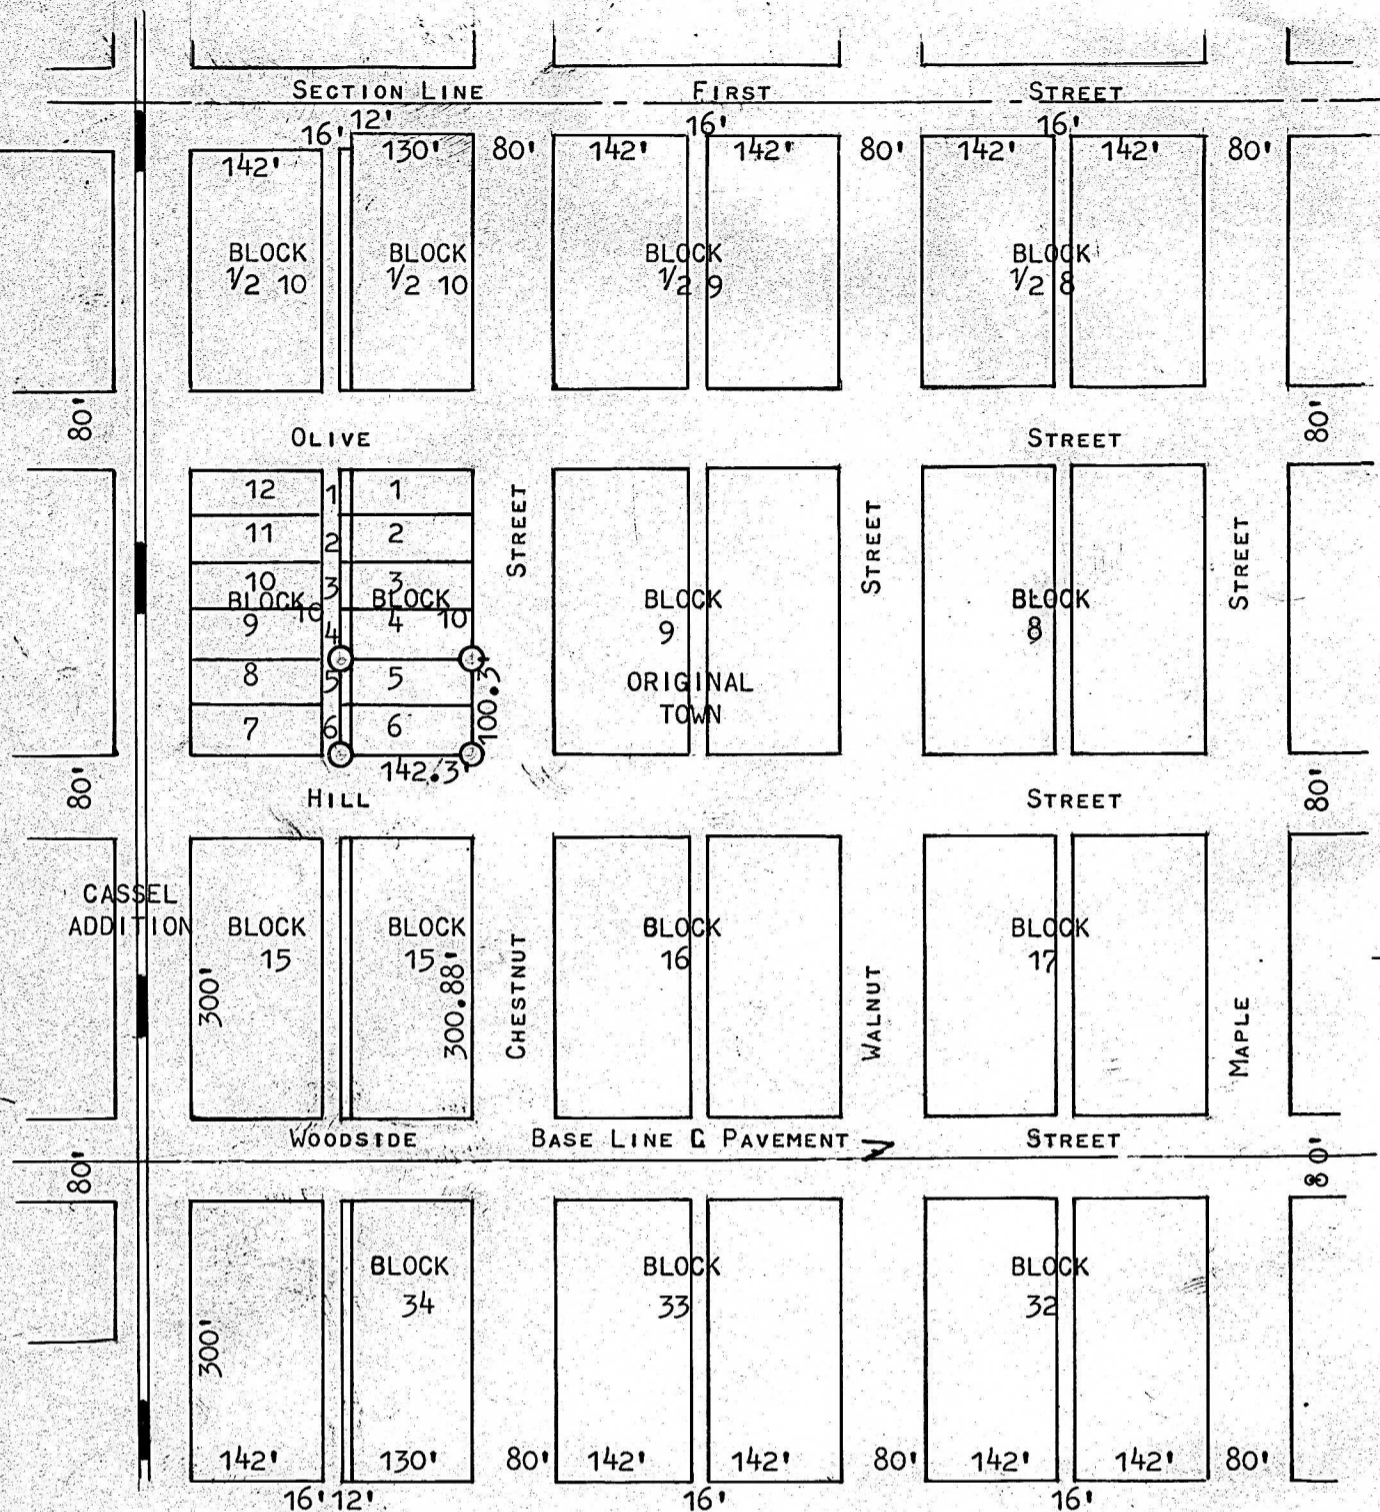 SECTION LINE FIRST STREET
16' 12' 16' 16'
142' 130' 80' 142' 142' 80' 142' 142' 80'
BLOCK BLOCK BLOCK BLOCK
1/2 10 1/2 10 1/2 9 1/2 8
80' 80'
OLIVE STREET
12 1 1
11 2 2
10 3 3
BLOCK 10 BLOCK 10
9 4 4
8 5 5
7 6 6
STREET STREET STREET
BLOCK BLOCK
9 8
ORIGINAL
TOWN
100.3'
142.3'
80' 80'
HILL STREET
CASSEL
ADDITION
BLOCK BLOCK BLOCK BLOCK
15 15 16 17
300' 300.88' CHESTNUT WALNUT MAPLE
WOODSIDE BASE LINE ₵ PAVEMENT STREET
80' 80'
BLOCK BLOCK BLOCK
34 33 32
300'
142' 130' 80' 142' 142' 80' 142' 142' 80'
16' 12' 16' 16'